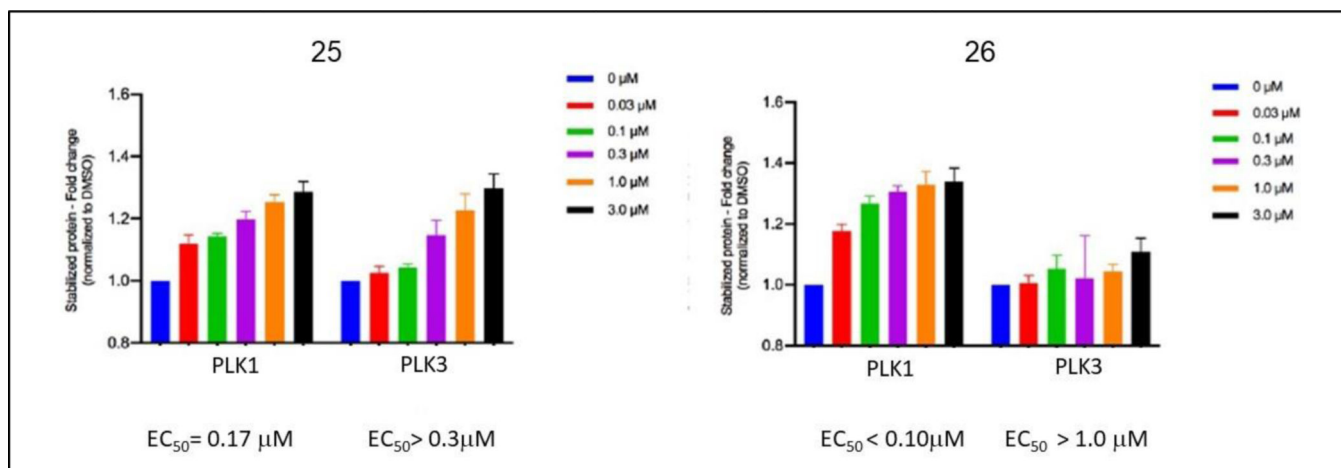 25
Stabilized protein - Fold change
(normalized to DMSO)
1.6
1.4
1.2
1.0
0.8
PLK1
PLK3
0 µM
0.03 µM
0.1 µM
0.3 µM
1.0 µM
3.0 µM
EC50= 0.17 µM
EC50> 0.3µM
26
Stabilized protein - Fold change
(normalized to DMSO)
1.6
1.4
1.2
1.0
0.8
PLK1
PLK3
0 µM
0.03 µM
0.1 µM
0.3 µM
1.0 µM
3.0 µM
EC50 < 0.10µM
EC50 > 1.0 µM